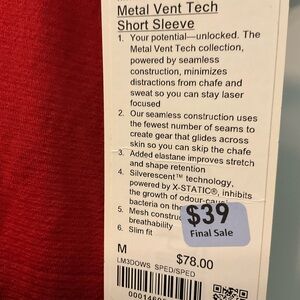 Metal Vent Tech
Short Sleeve
1. Your potential—unlocked. The
Metal Vent Tech collection,
powered by seamless
construction, minimizes
distractions from chafe and
sweat so you can stay laser
focused
2. Our seamless construction uses
the fewest number of seams to
create gear that glides across
skin so you can skip the chafe
3. Added elastane improves stretch
and shape retention
4. Silverescent™ technology,
powered by X-STATIC®, inhibits
the growth of odour-caus
bacteria on the
5. Mesh construc
breathability
6. Slim fit
$39
Final Sale
M
$78.00
LM3DOWS SPED/SPED